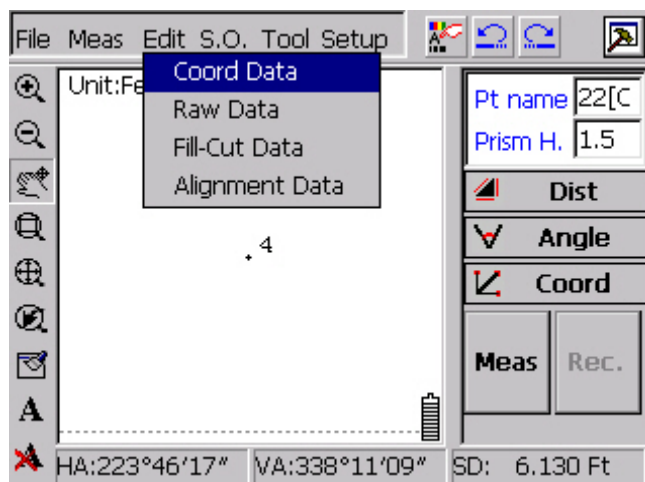 File Meas Edit S.O. Tool Setup
Unit:Fe
Coord Data
Raw Data
Fill-Cut Data
Alignment Data
4
Pt name 22[C
Prism H. 1.5
Dist
Angle
Coord
Meas Rec.
A
A
HA:223°46′17″ VA:338°11′09″ SD: 6.130 Ft